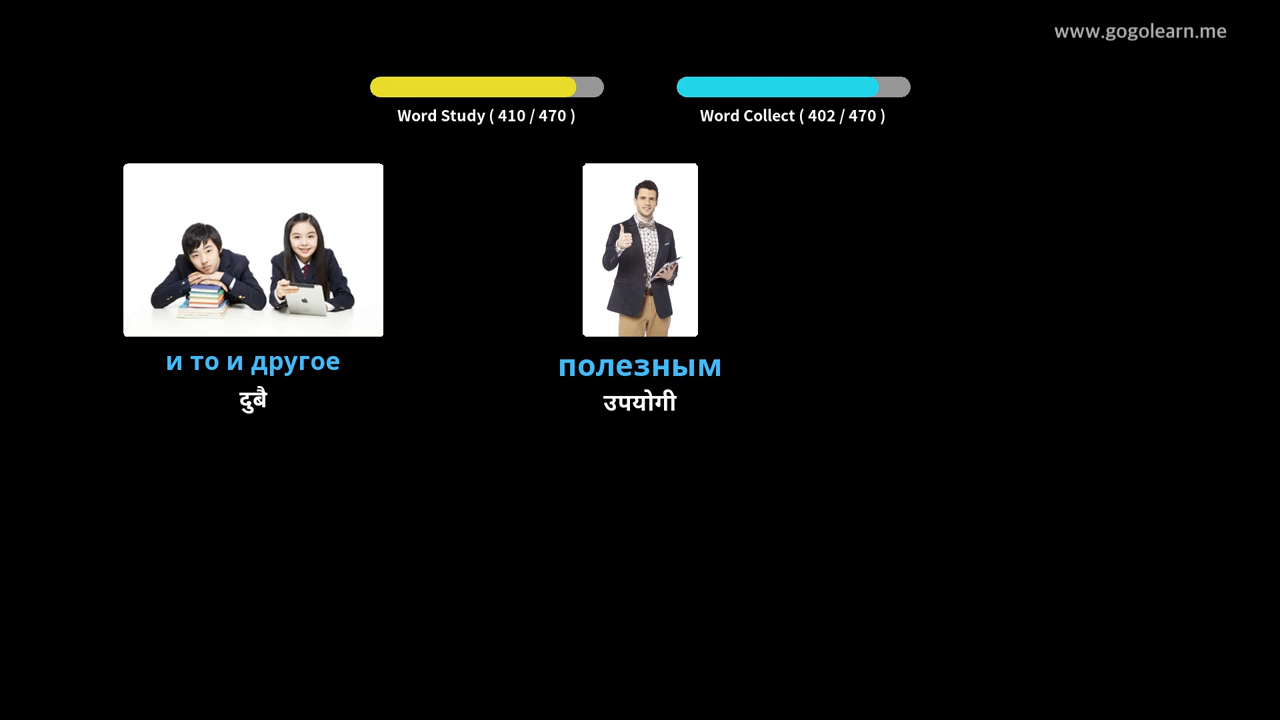 www.gogolearn.me
Word Study ( 410 / 470 )
Word Collect ( 402 / 470 )
и то и другое
दुबै
полезным
उपयोगी